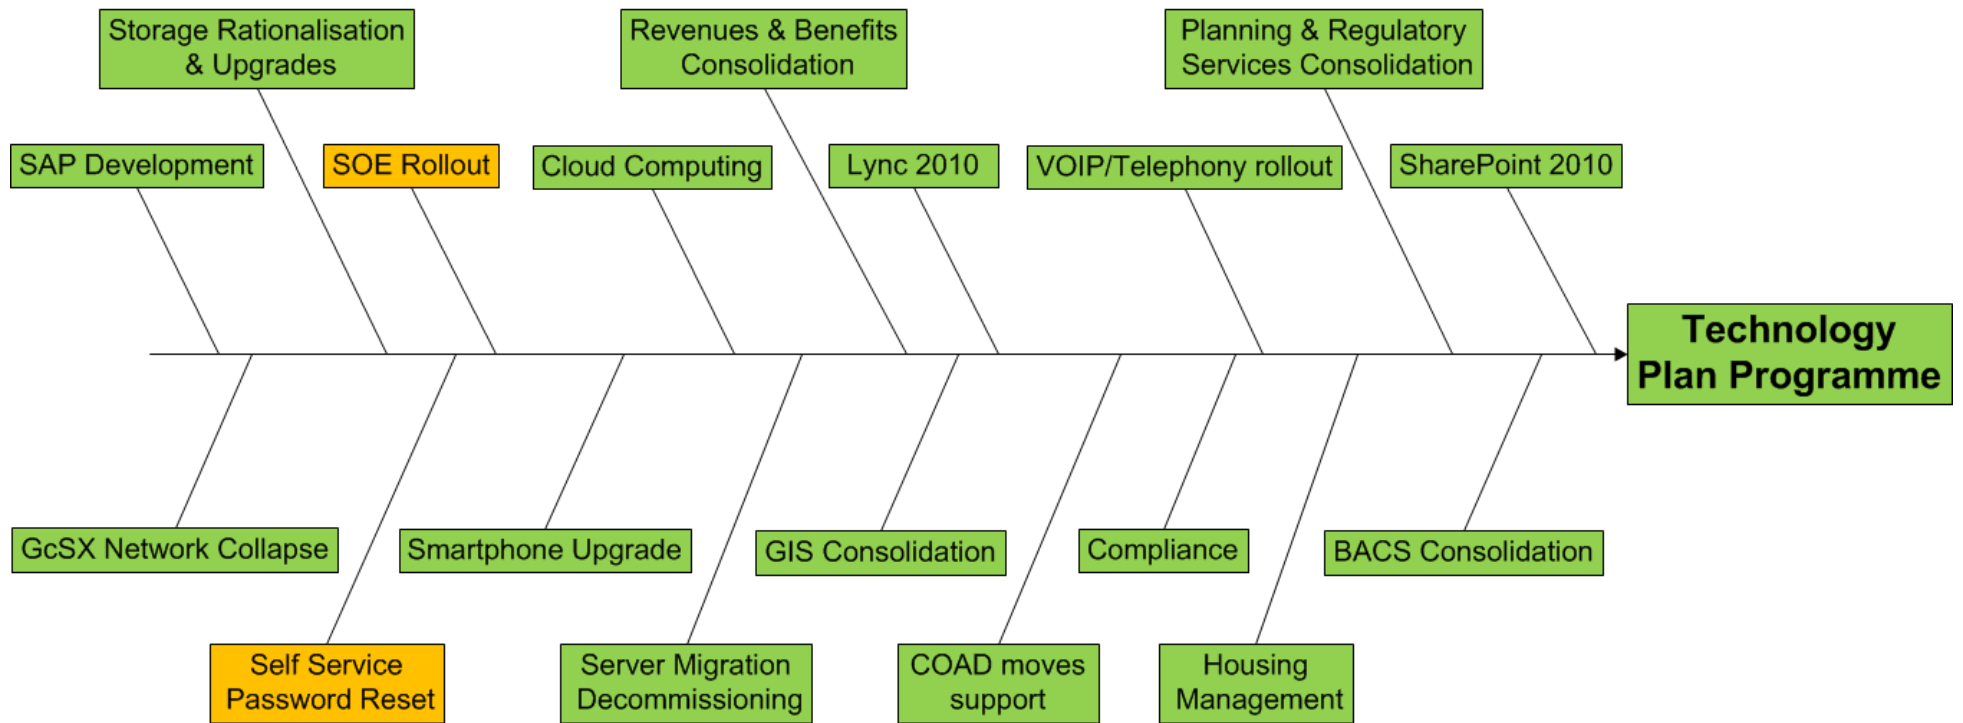 Storage Rationalisation
& Upgrades
Revenues & Benefits
Consolidation
Planning & Regulatory
Services Consolidation
SAP Development
SOE Rollout
Cloud Computing
Lync 2010
VOIP/Telephony rollout
SharePoint 2010
Technology
Plan Programme
GcSX Network Collapse
Smartphone Upgrade
GIS Consolidation
Compliance
BACS Consolidation
Self Service
Password Reset
Server Migration
Decommissioning
COAD moves
support
Housing
Management